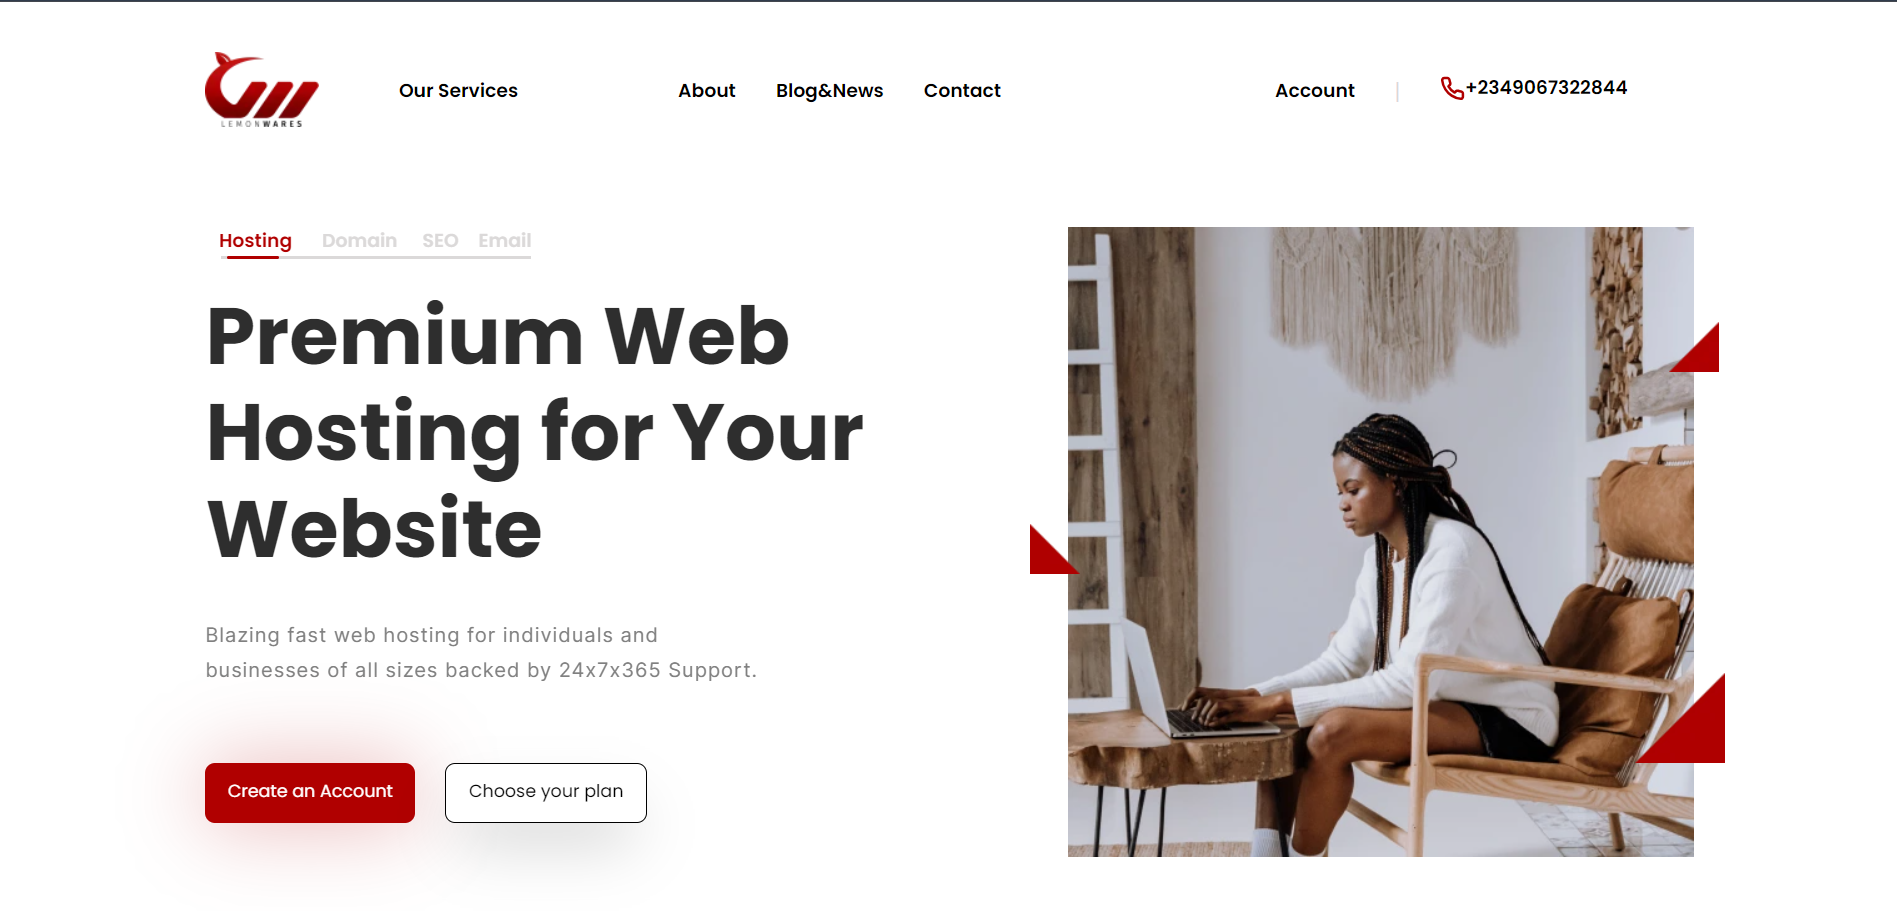 LEMONWARES
Our Services
About
Blog&News
Contact
Account
+2349067322844
Hosting
Domain
SEO
Email
Premium Web
Hosting for Your
Website
Blazing fast web hosting for individuals and
businesses of all sizes backed by 24x7x365 Support.
Create an Account
Choose your plan